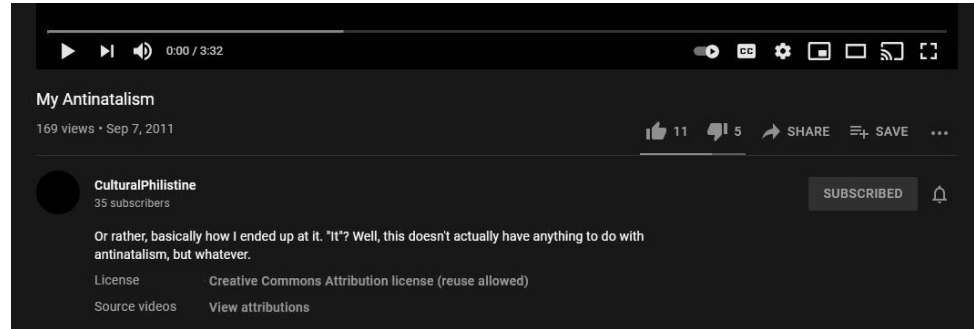 0:00 / 3:32
CC
My Antinatalism
169 views • Sep 7, 2011
11 5 SHARE SAVE
CulturalPhilistine
35 subscribers
SUBSCRIBED
Or rather, basically how I ended up at it. "It"? Well, this doesn't actually have anything to do with
antinatalism, but whatever.
License Creative Commons Attribution license (reuse allowed)
Source videos View attributions